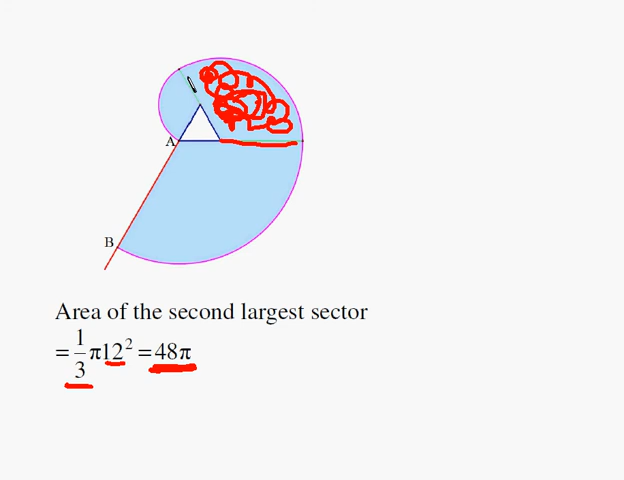 A
B
Area of the second largest sector
= 1/3 π12² = 48π